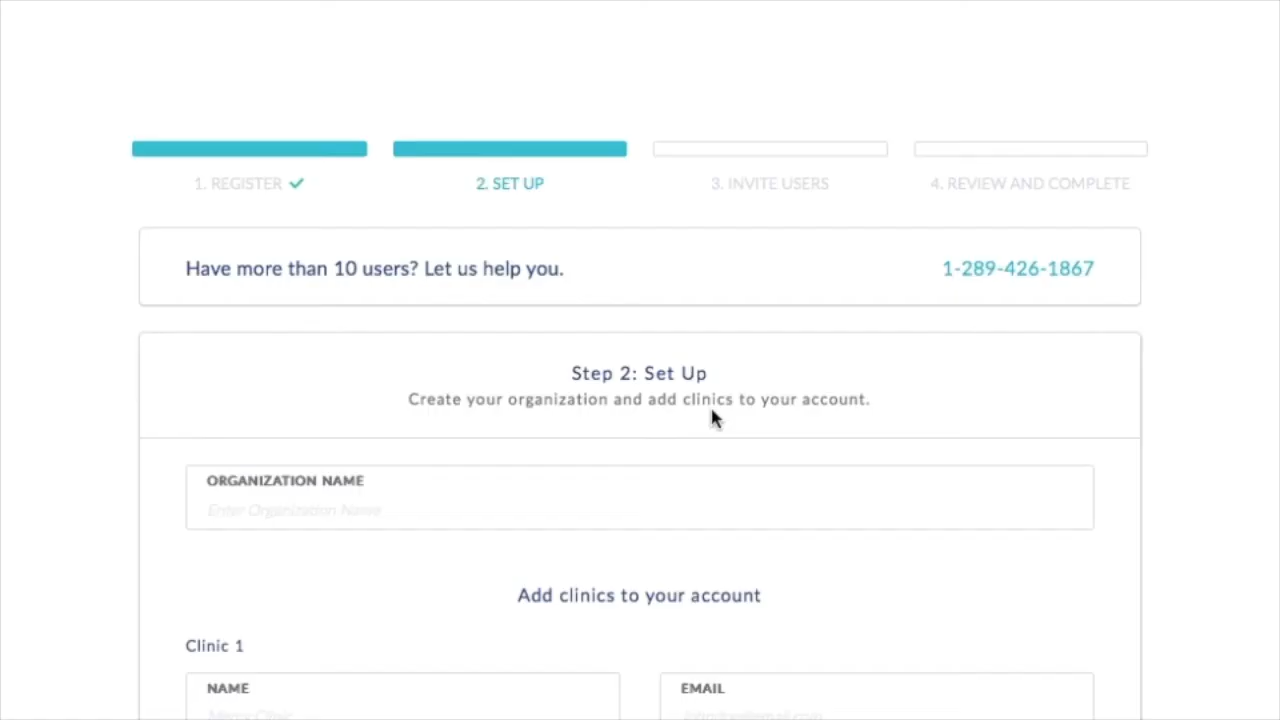 1. REGISTER
2. SET UP
3. INVITE USERS
4. REVIEW AND COMPLETE
Have more than 10 users? Let us help you.
1-289-426-1867
Step 2: Set Up
Create your organization and add clinics to your account.
ORGANIZATION NAME
Enter Organization Name
Add clinics to your account
Clinic 1
NAME
EMAIL